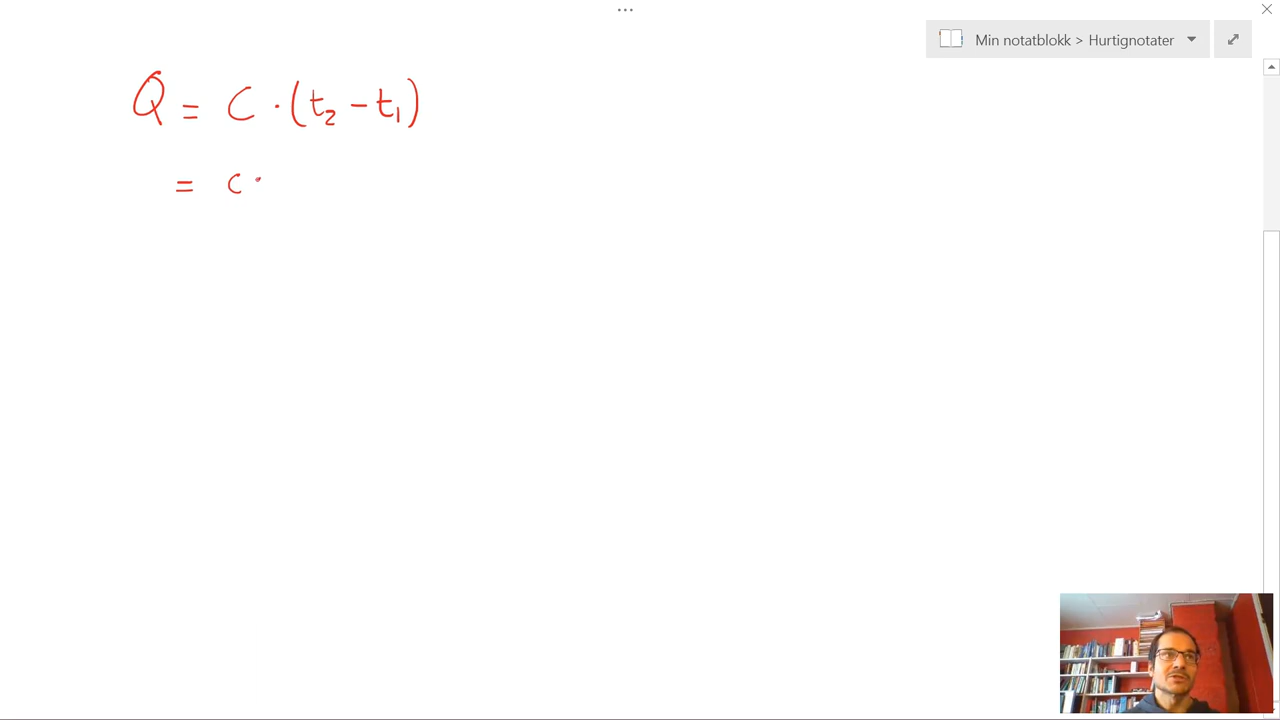 Min notatblokk > Hurtignotater
Q = C · (t₂ − t₁)
= c ·